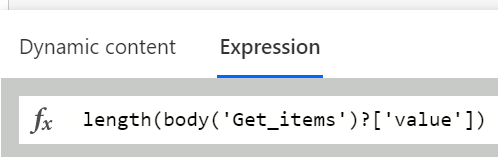 Dynamic content Expression
fx length(body('Get_items')?['value'])